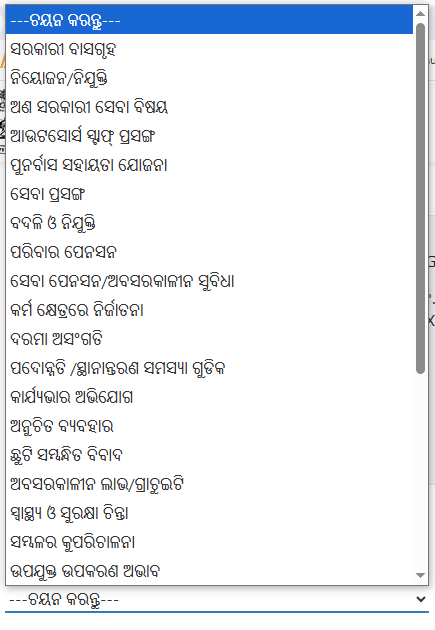 ---ଚୟନ କରନ୍ତୁ---
ସରକାରୀ ବାସଗୃହ
ନିୟୋଜନ/ନିଯୁକ୍ତି
ଅଣ ସରକାରୀ ସେବା ବିଷୟ
ଆଉଟସୋର୍ସ ଷ୍ଟାଫ୍ ପ୍ରସଙ୍ଗ
ପୁନର୍ବାସ ସହାୟତା ଯୋଜନା
ସେବା ପ୍ରସଙ୍ଗ
ବଦଳି ଓ ନିଯୁକ୍ତି
ପରିବାର ପେନସନ
ସେବା ପେନସନ/ଅବସରକାଳୀନ ସୁବିଧା
କର୍ମ କ୍ଷେତ୍ରରେ ନିର୍ଜାତନା
ଦରମା ଅସଂଗତି
ପଦୋନ୍ନତି /ସ୍ଥାନାନ୍ତରଣ ସମସ୍ୟା ଗୁଡିକ
କାର୍ଯ୍ୟଭାର ଅଭିଯୋଗ
ଅନୁଚିତ ବ୍ୟବହାର
ଛୁଟି ସମ୍ବନ୍ଧିତ ବିବାଦ
ଅବସରକାଳୀନ ଲାଭ/ଗ୍ରାଚୁଇଟି
ସ୍ୱାସ୍ଥ୍ୟ ଓ ସୁରକ୍ଷା ଚିନ୍ତା
ସମ୍ବଳର କୁପରିଚାଳନା
ଉପଯୁକ୍ତ ଉପକରଣ ଅଭାବ
---ଚୟନ କରନ୍ତୁ---